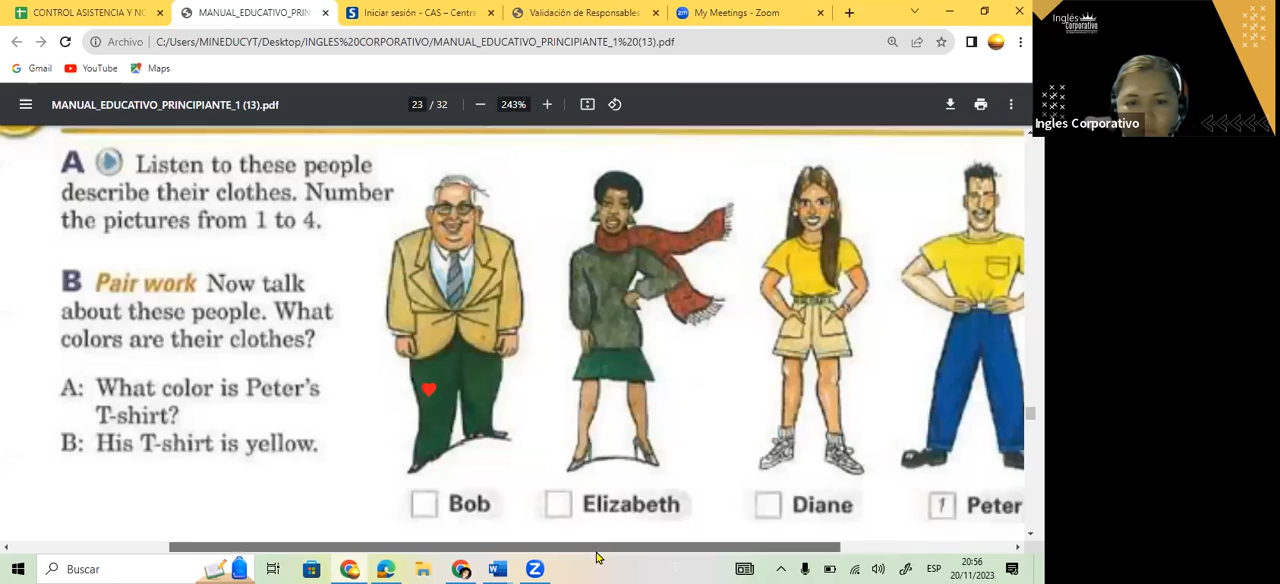 CONTROL ASISTENCIA Y NO
MANUAL_EDUCATIVO_PRIN
Iniciar sesión - CAS – Centr
Validación de Responsables
My Meetings - Zoom
Archivo
C:/Users/MINEDUCYT/Desktop/INGLES%20CORPORATIVO/MANUAL_EDUCATIVO_PRINCIPIANTE_1%20(13).pdf
Gmail
YouTube
Maps
MANUAL_EDUCATIVO_PRINCIPIANTE_1 (13).pdf
23 / 32
243%
A Listen to these people
describe their clothes. Number
the pictures from 1 to 4.
B Pair work Now talk
about these people. What
colors are their clothes?
A: What color is Peter's
T-shirt?
B: His T-shirt is yellow.
Bob
Elizabeth
Diane
1 Peter
Buscar
ESP
20:56
20/11/2023
Inglés
Corporativo
Ingles Corporativo